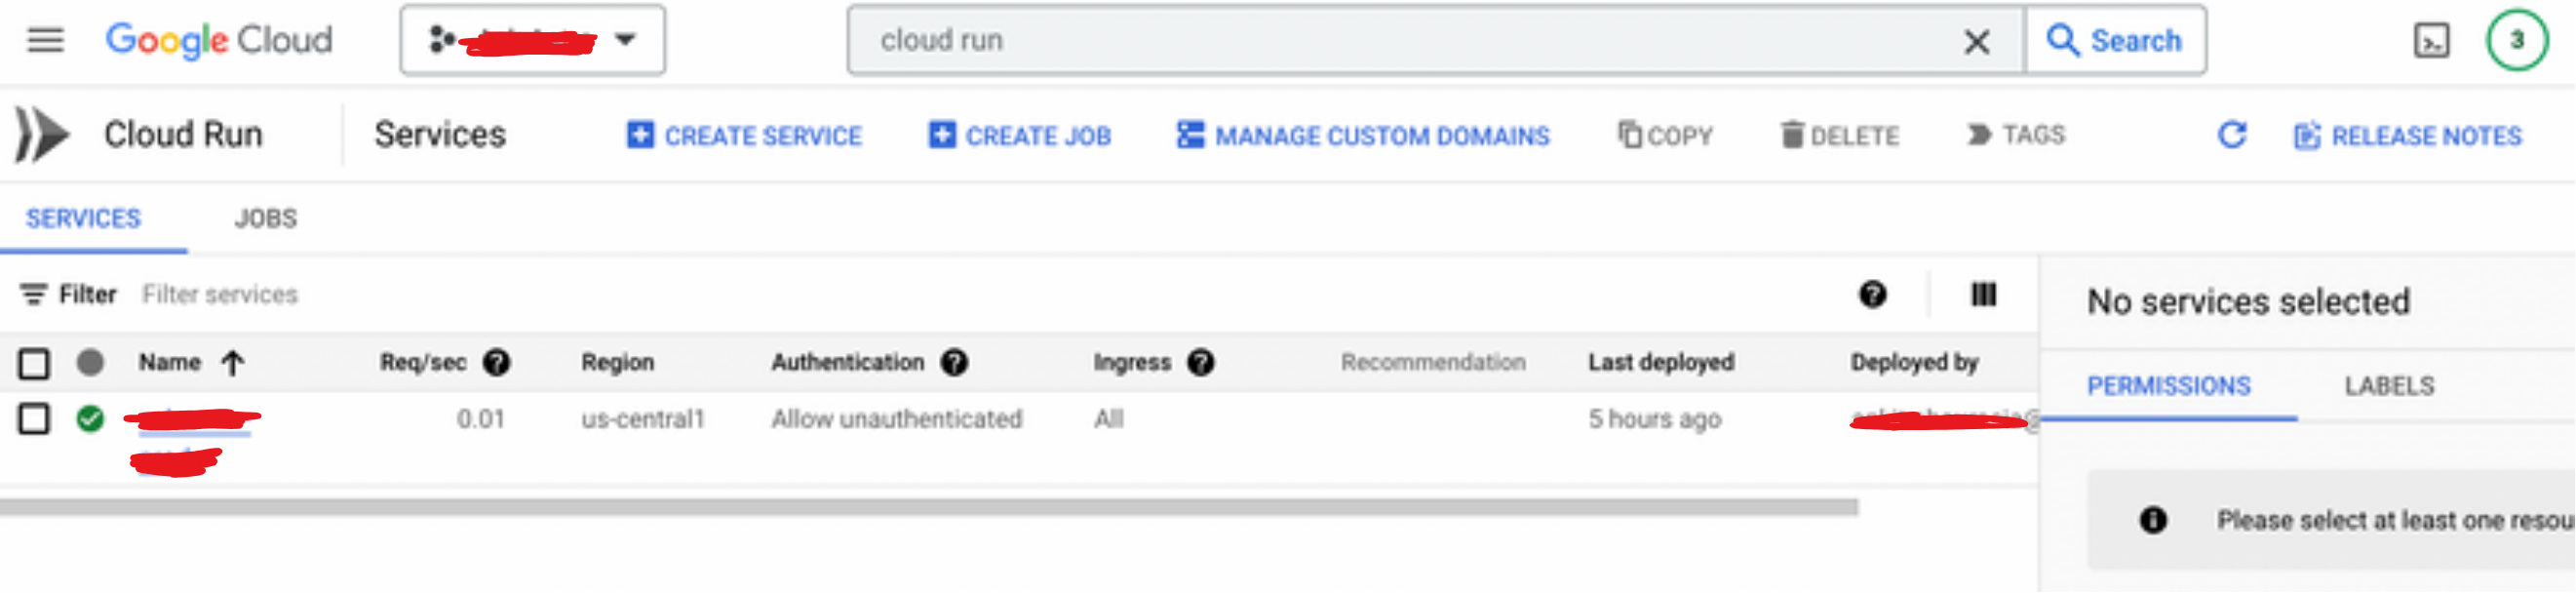 Google Cloud
cloud run
Search
3
Cloud Run
Services
CREATE SERVICE
CREATE JOB
MANAGE CUSTOM DOMAINS
COPY
DELETE
TAGS
RELEASE NOTES
SERVICES
JOBS
Filter
Filter services
No services selected
Name
Req/sec
Region
Authentication
Ingress
Recommendation
Last deployed
Deployed by
PERMISSIONS
LABELS
0.01
us-central1
Allow unauthenticated
All
5 hours ago
Please select at least one resou